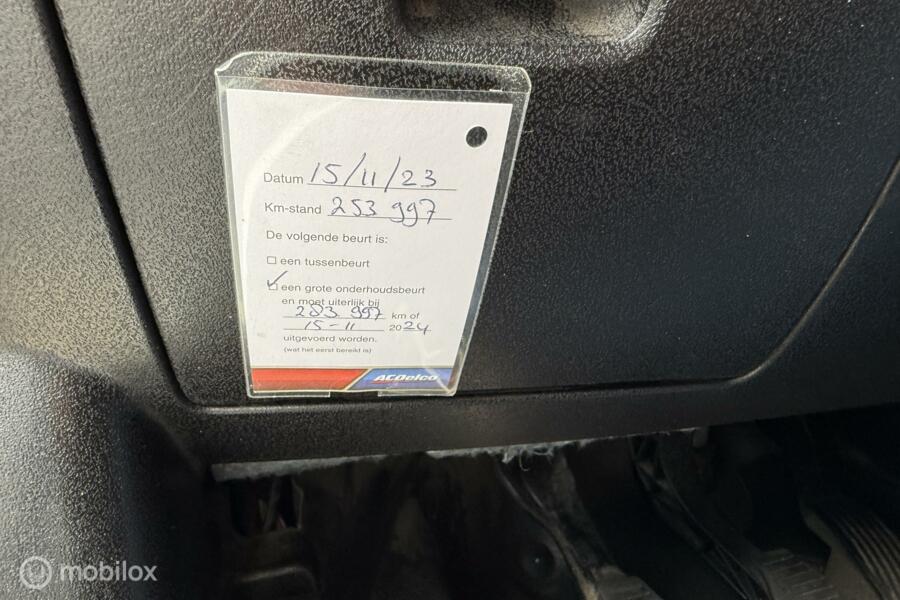 Datum 15/11/23
Km-stand 253 997
De volgende beurt is:
een tussenbeurt
een grote onderhoudsbeurt
en moet uiterlijk bij
283 997 km of
15-11 2024
uitgevoerd worden.
(wat het eerst bereikt is)
ACDelco
mobilox